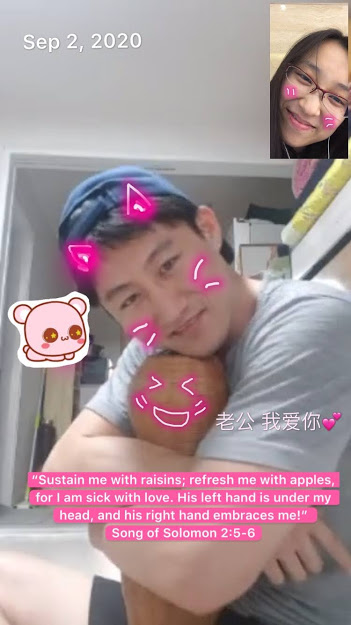 Sep 2, 2020
老公 我爱你💕
“Sustain me with raisins; refresh me with apples,
for I am sick with love. His left hand is under my
head, and his right hand embraces me!”
Song of Solomon 2:5-6